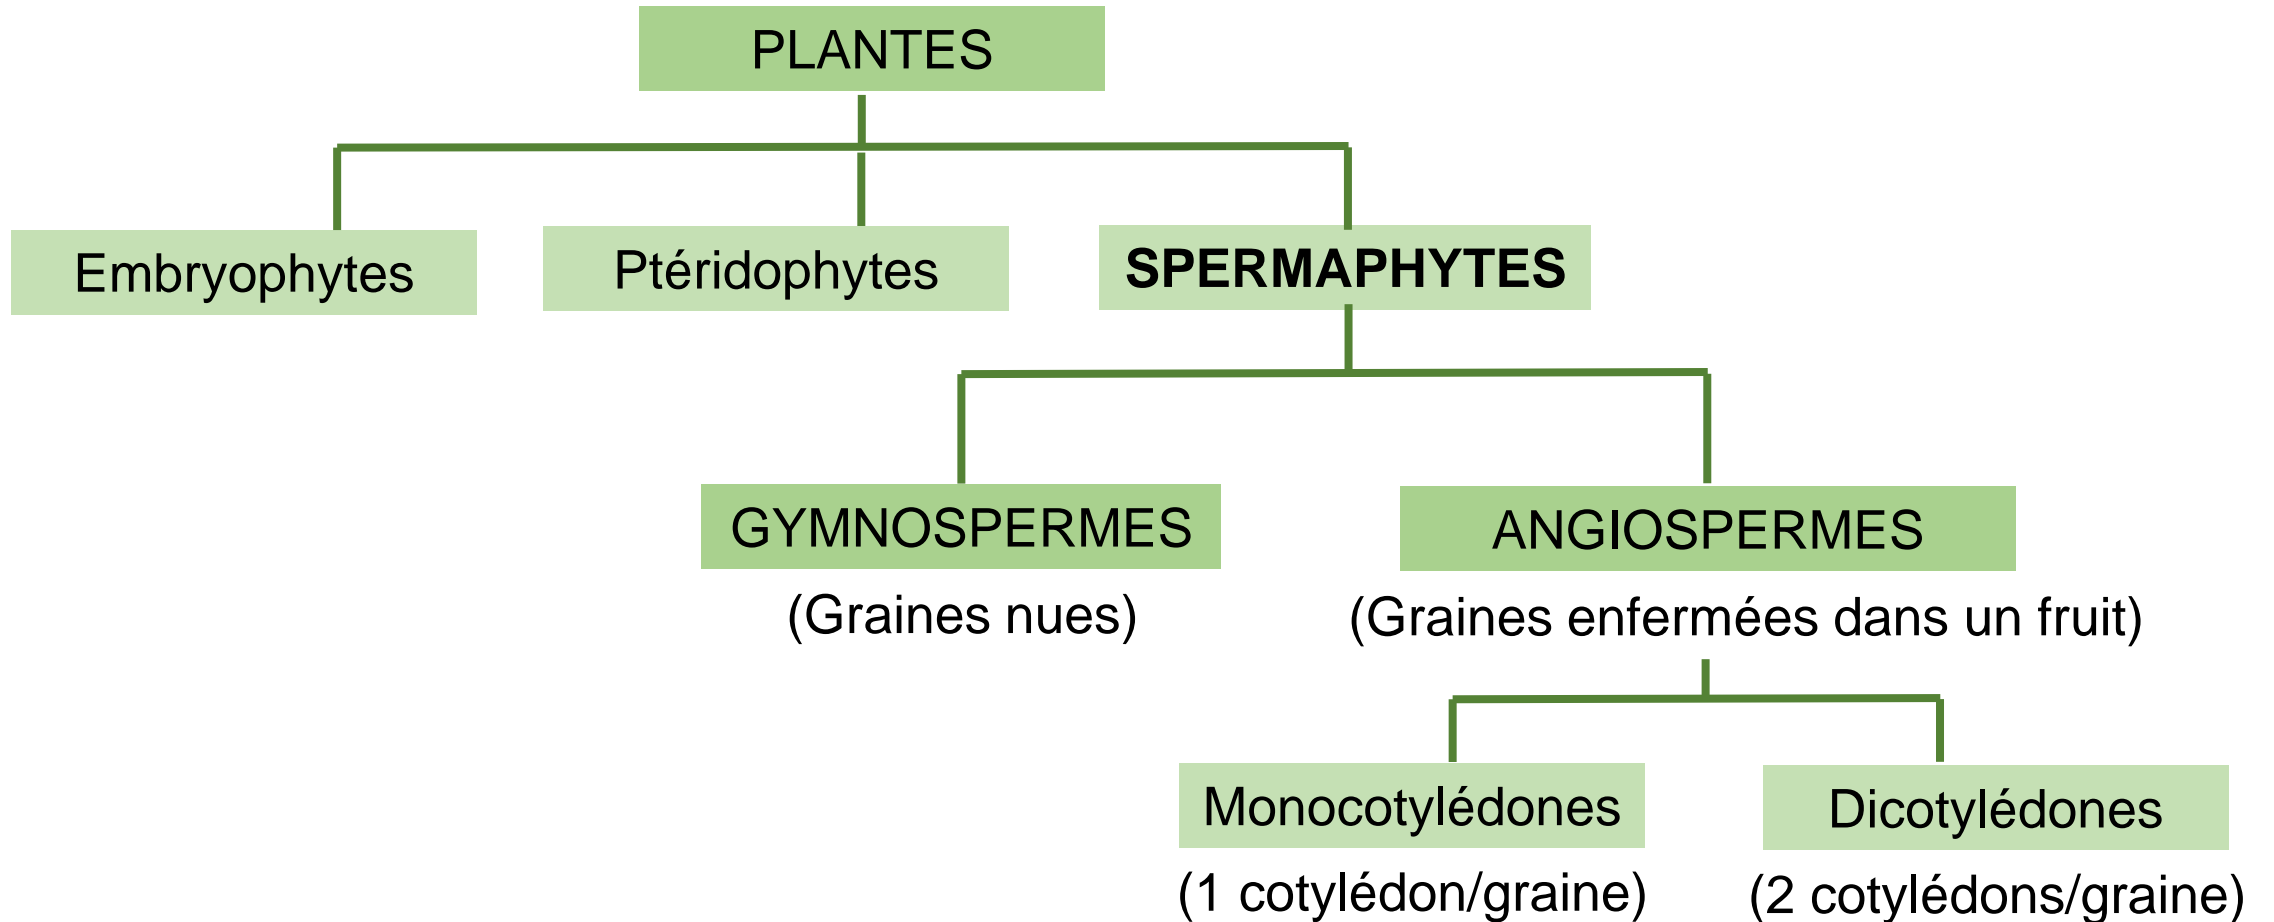 PLANTES
Embryophytes
Ptéridophytes
SPERMAPHYTES
GYMNOSPERMES
(Graines nues)
ANGIOSPERMES
(Graines enfermées dans un fruit)
Monocotylédones
(1 cotylédon/graine)
Dicotylédones
(2 cotylédons/graine)